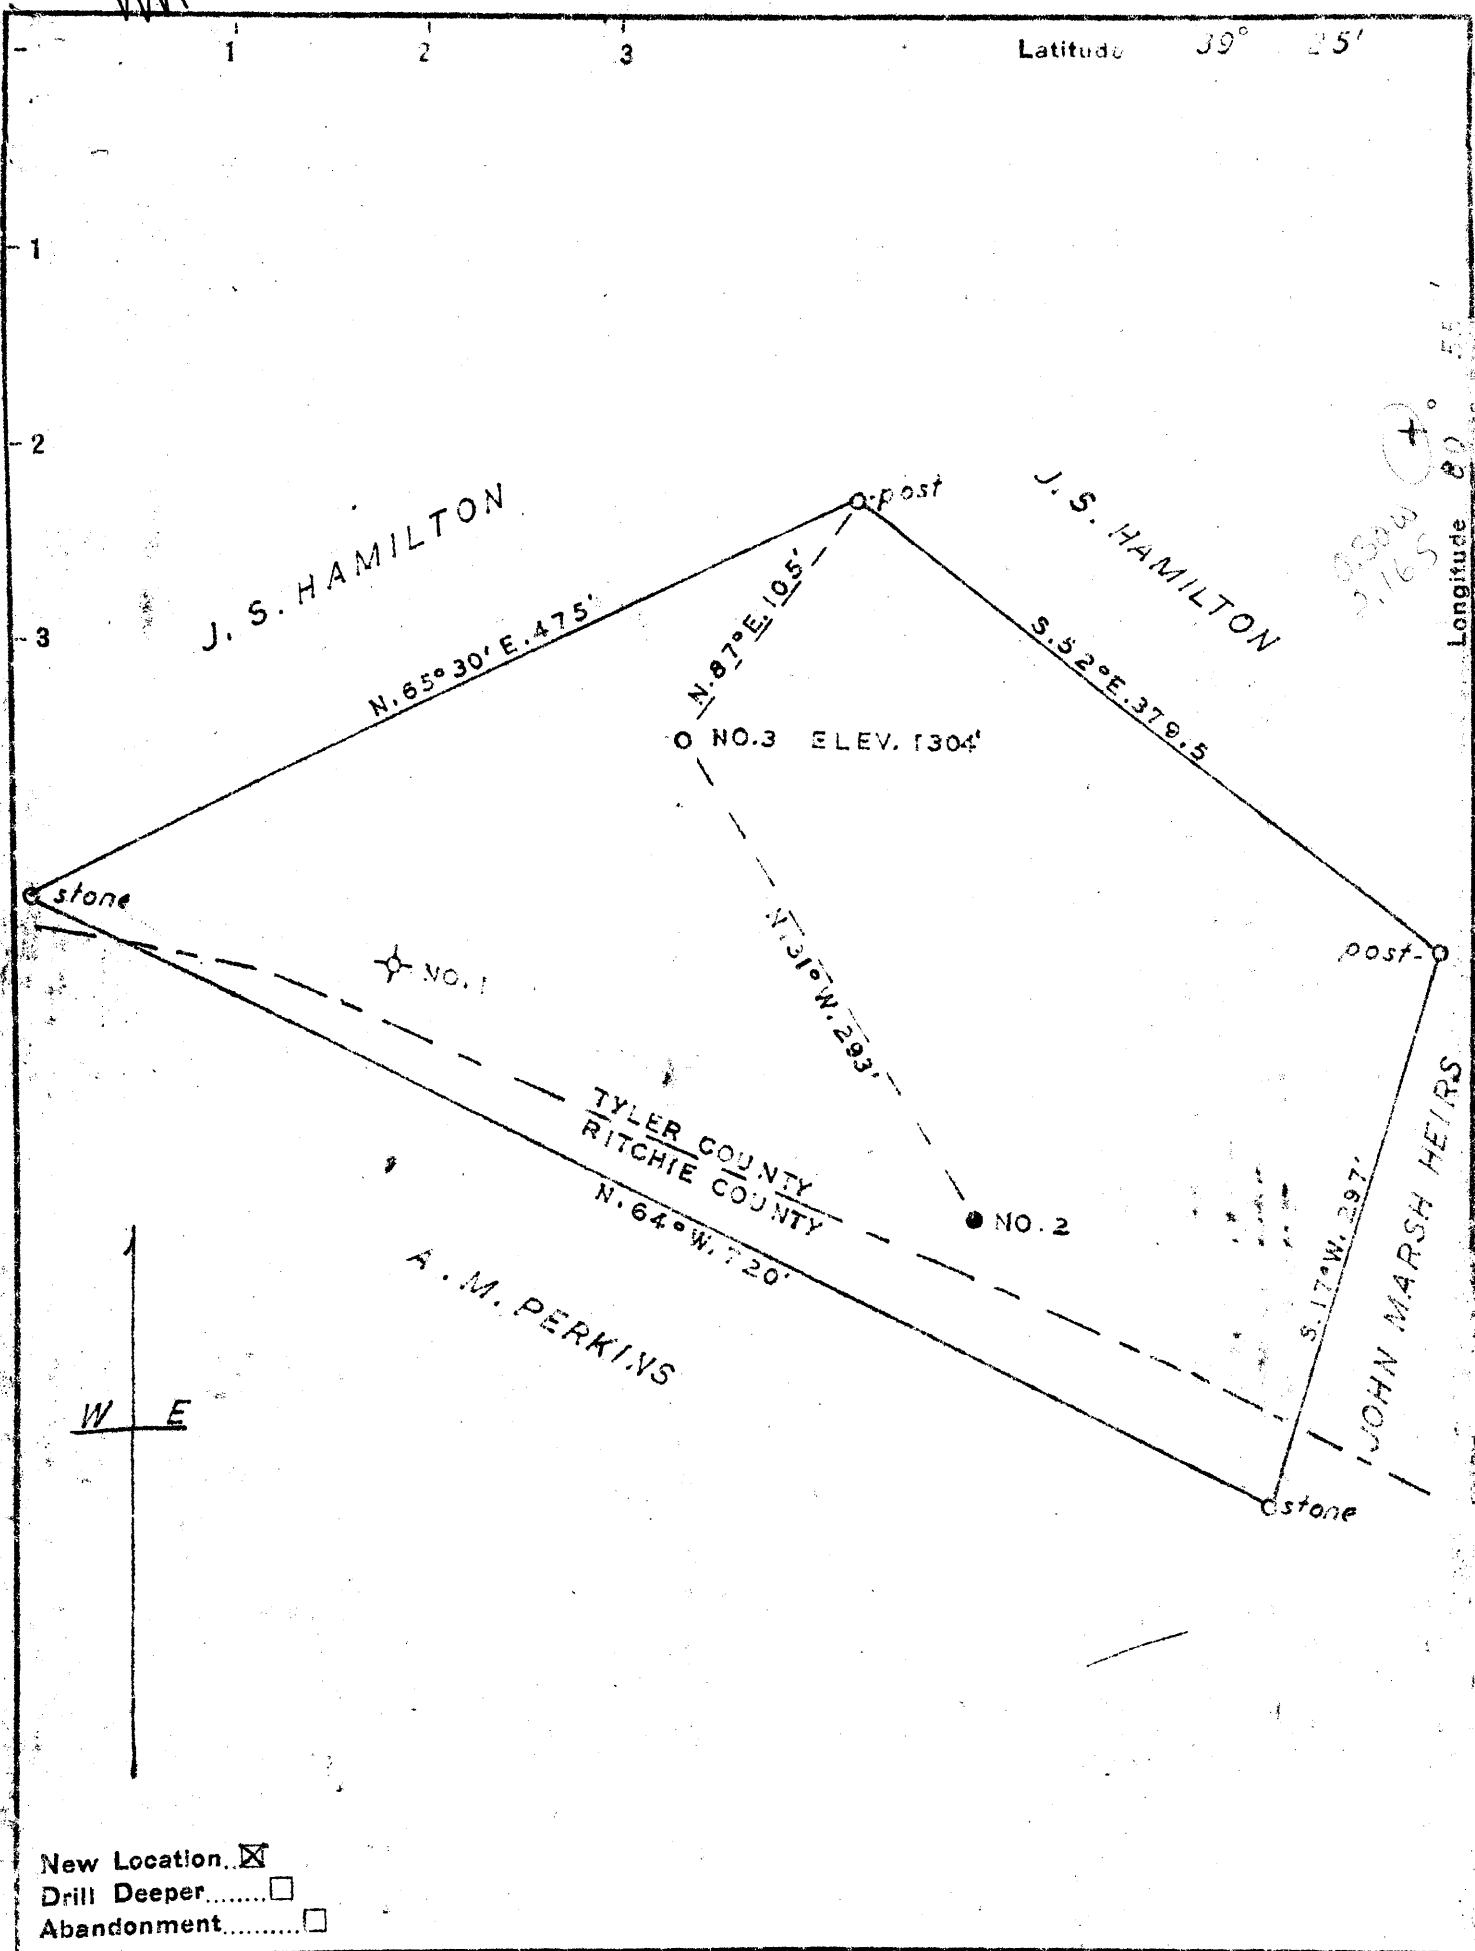 1 2 3 Latitude 39° 25'
1
2
3
Longitude 80° 55'
+
J. S. HAMILTON
J. S. HAMILTON
post
N.65°30'E.475'
N.87°E.105'
S.52°E.379.5
NO.3 ELEV. 1304'
stone
NO.1
post
N.31°W.293'
TYLER COUNTY
RITCHIE COUNTY
N.64°W.720'
NO.2
S.17°W.297'
JOHN MARSH HEIRS
A. M. PERKINS
W E
stone
New Location..☒
Drill Deeper........☐
Abandonment..........☐